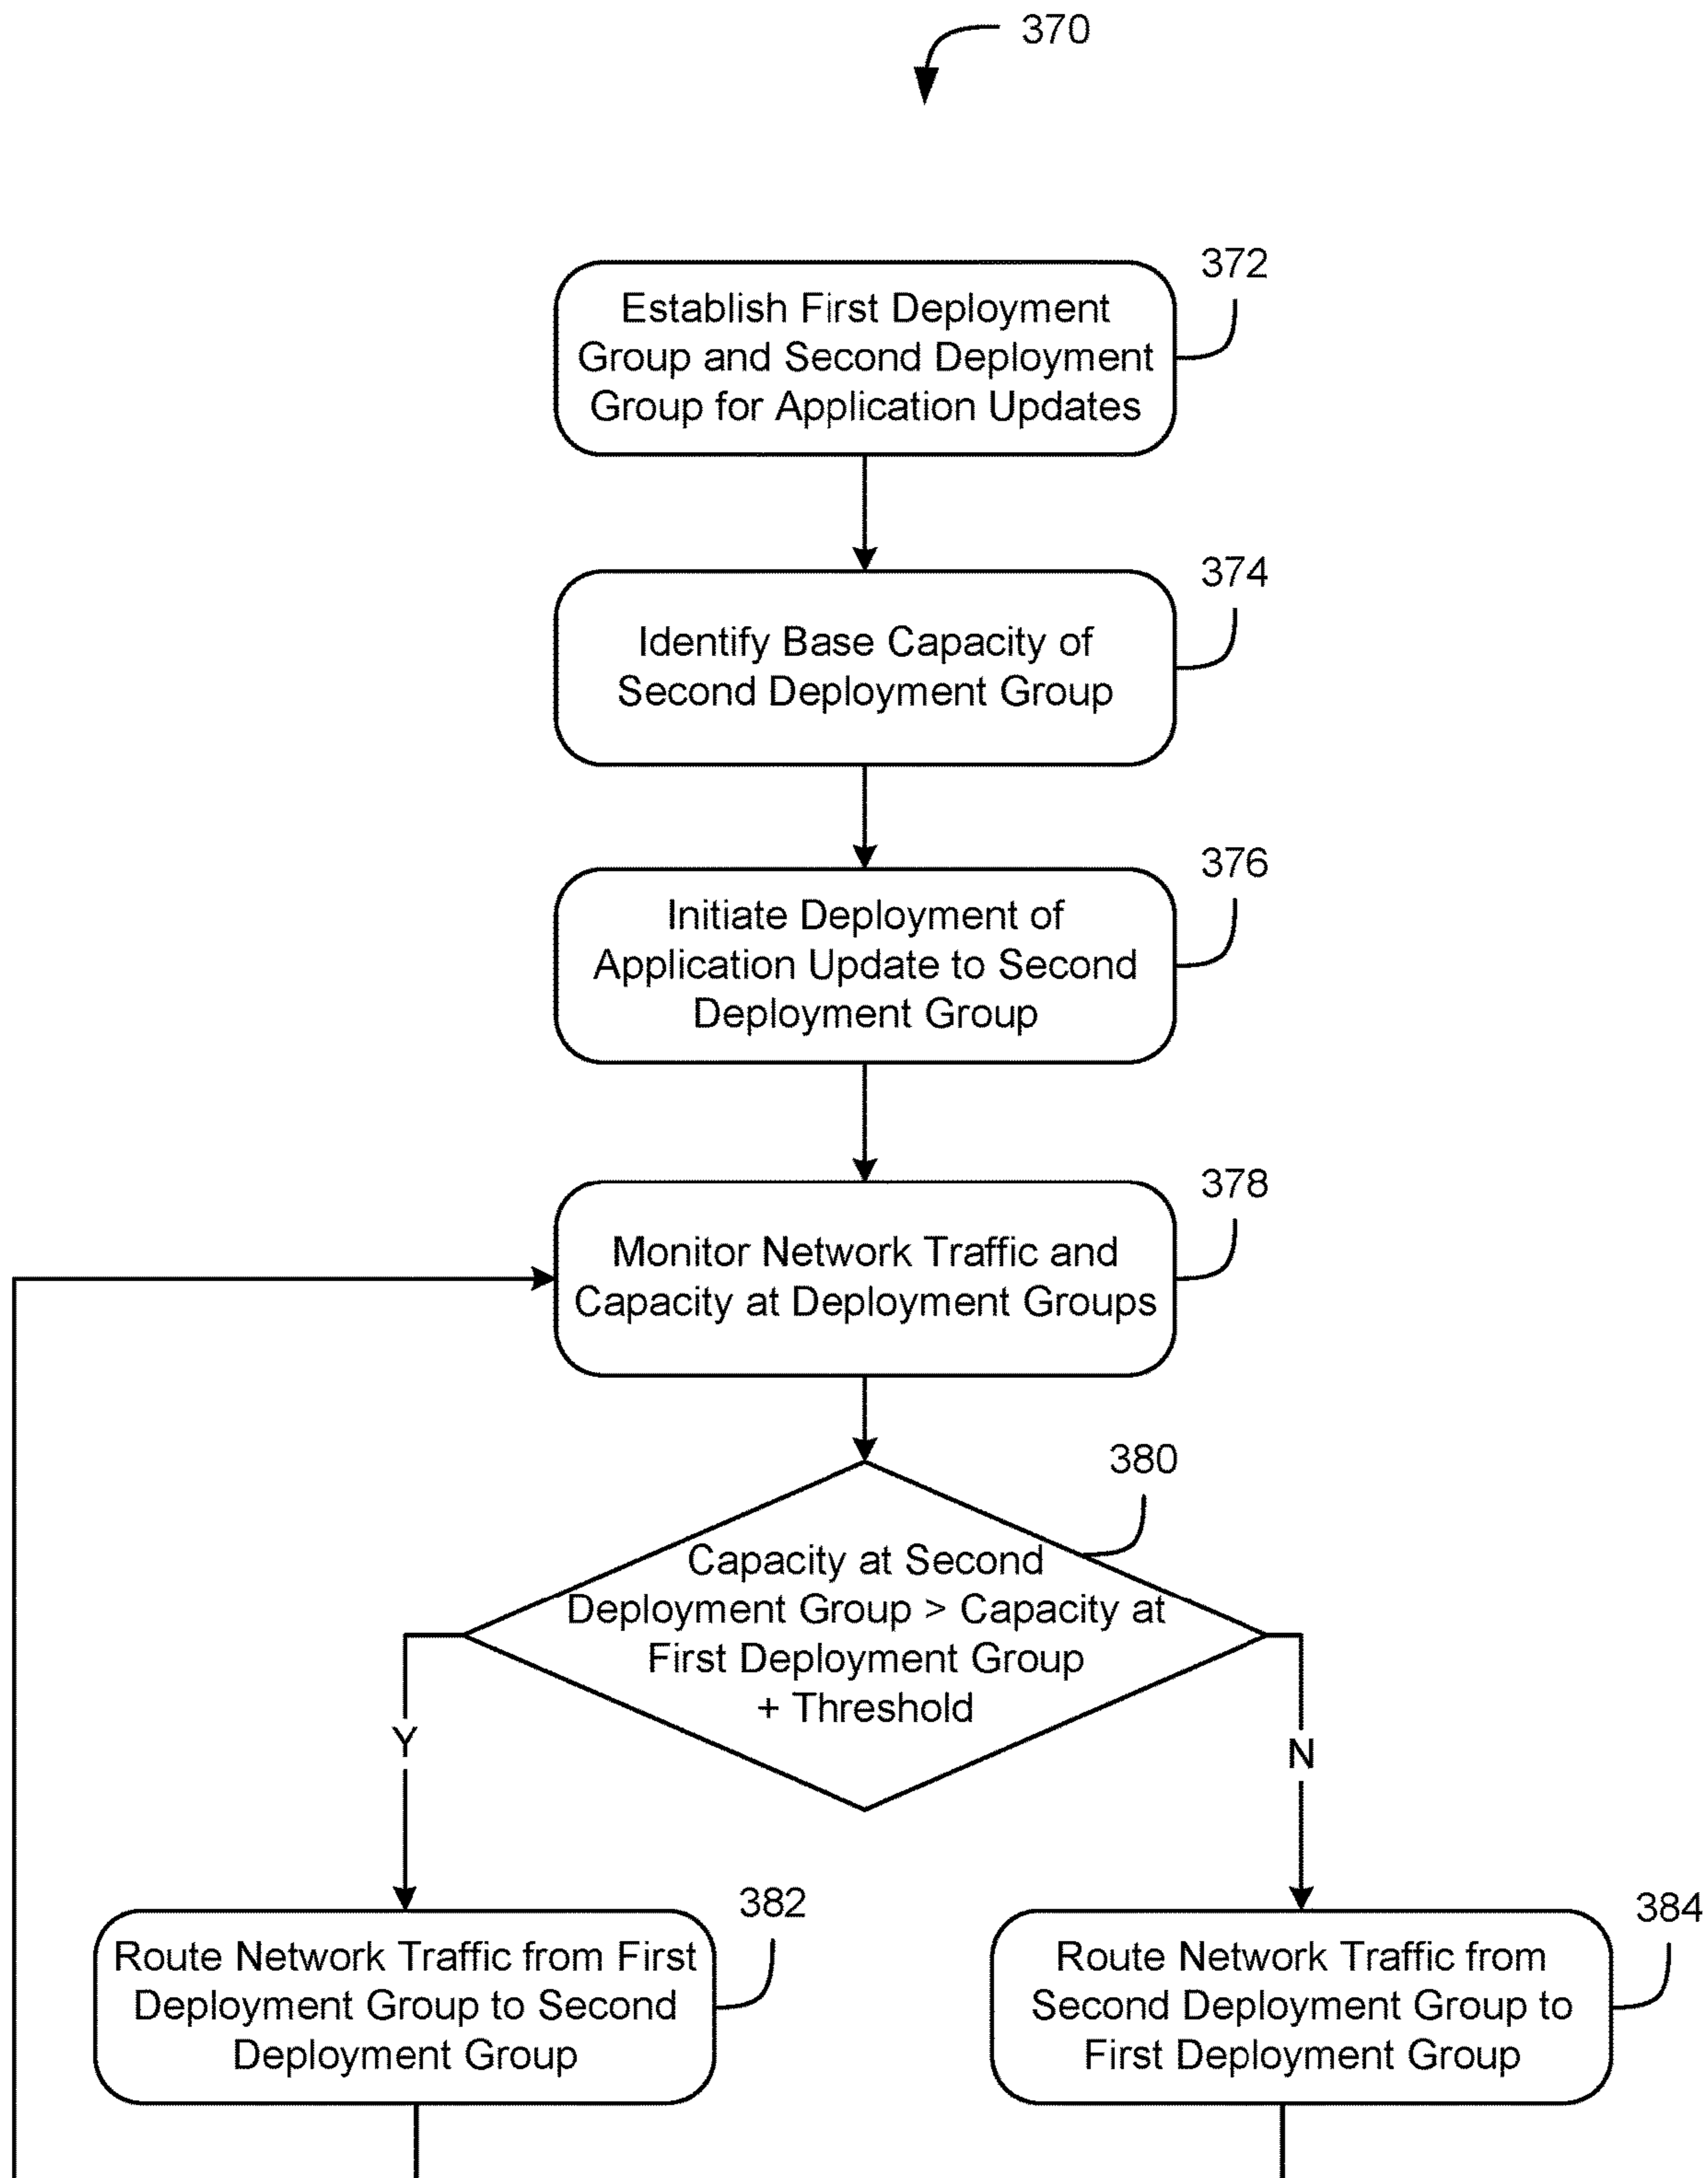 370
372
Establish First Deployment
Group and Second Deployment
Group for Application Updates
374
Identify Base Capacity of
Second Deployment Group
376
Initiate Deployment of
Application Update to Second
Deployment Group
378
Monitor Network Traffic and
Capacity at Deployment Groups
380
Capacity at Second
Deployment Group > Capacity at
First Deployment Group
+ Threshold
Y
N
382
Route Network Traffic from First
Deployment Group to Second
Deployment Group
384
Route Network Traffic from
Second Deployment Group to
First Deployment Group